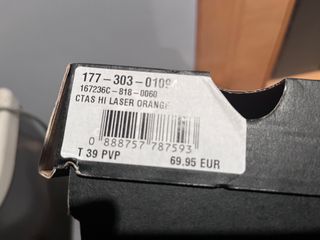 177-303-0109
167236C-818-0060
CTAS HI LASER ORANGE
0 888757 787593
T 39 PVP 69.95 EUR